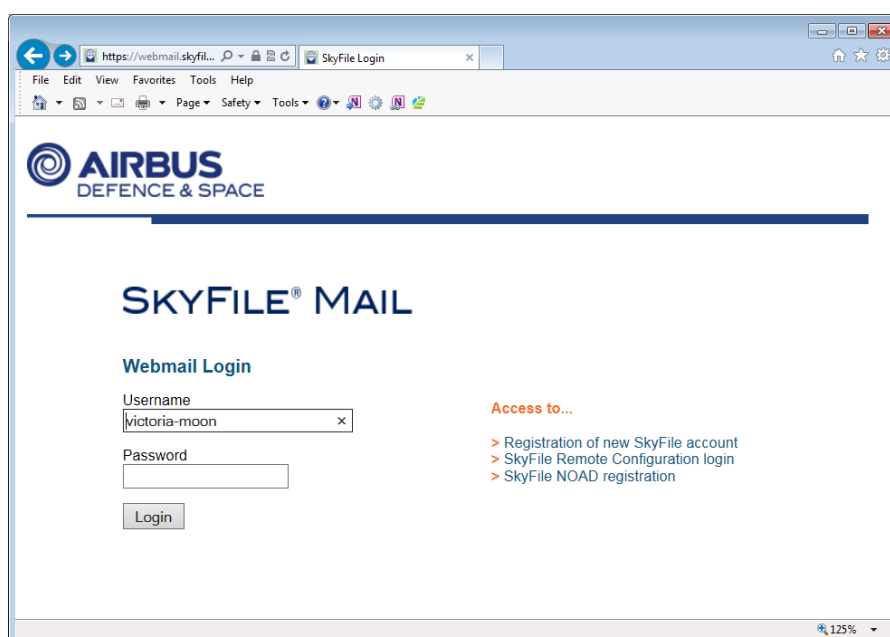 https://webmail.skyfil...
SkyFile Login
File Edit View Favorites Tools Help
Page Safety Tools
AIRBUS
DEFENCE & SPACE
SKYFILE® MAIL
Webmail Login
Username
victoria-moon
Password
Login
Access to...
> Registration of new SkyFile account
> SkyFile Remote Configuration login
> SkyFile NOAD registration
125%